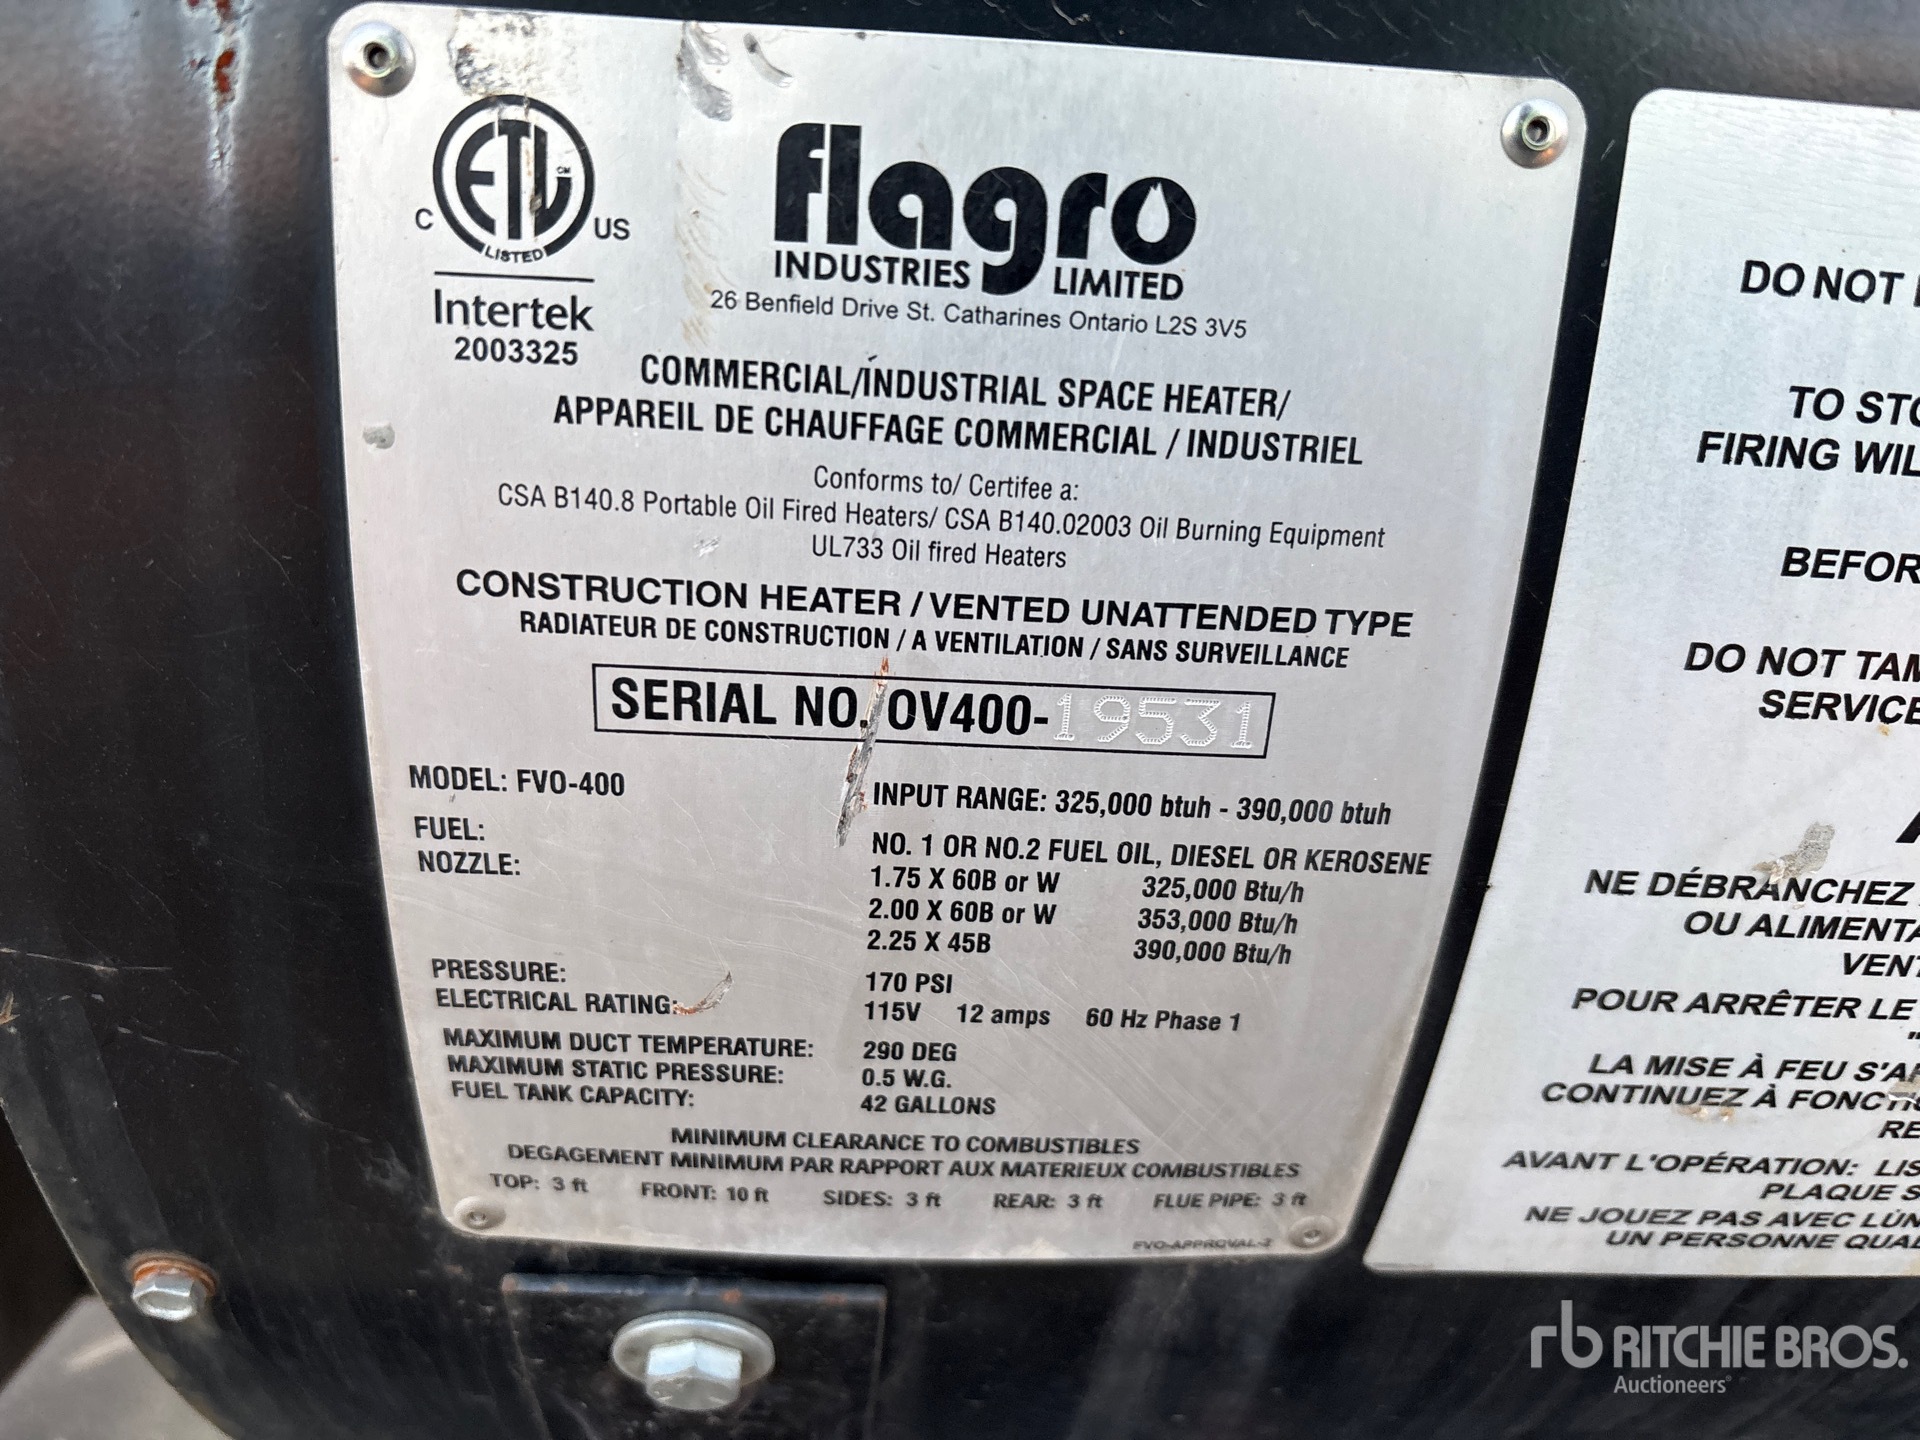 ETL
CM
LISTED
C US
Intertek
2003325
flagro
INDUSTRIES LIMITED
26 Benfield Drive St. Catharines Ontario L2S 3V5
COMMERCIAL/INDUSTRIAL SPACE HEATER/
APPAREIL DE CHAUFFAGE COMMERCIAL / INDUSTRIEL
Conforms to/ Certifee a:
CSA B140.8 Portable Oil Fired Heaters/ CSA B140.02003 Oil Burning Equipment
UL733 Oil fired Heaters
CONSTRUCTION HEATER / VENTED UNATTENDED TYPE
RADIATEUR DE CONSTRUCTION / A VENTILATION / SANS SURVEILLANCE
SERIAL NO. OV400-19531
MODEL: FVO-400 INPUT RANGE: 325,000 btuh - 390,000 btuh
FUEL: NO. 1 OR NO.2 FUEL OIL, DIESEL OR KEROSENE
NOZZLE: 1.75 X 60B or W 325,000 Btu/h
2.00 X 60B or W 353,000 Btu/h
2.25 X 45B 390,000 Btu/h
PRESSURE: 170 PSI
ELECTRICAL RATING: 115V 12 amps 60 Hz Phase 1
MAXIMUM DUCT TEMPERATURE: 290 DEG
MAXIMUM STATIC PRESSURE: 0.5 W.G.
FUEL TANK CAPACITY: 42 GALLONS
MINIMUM CLEARANCE TO COMBUSTIBLES
DEGAGEMENT MINIMUM PAR RAPPORT AUX MATERIEUX COMBUSTIBLES
TOP: 3 ft FRONT: 10 ft SIDES: 3 ft REAR: 3 ft FLUE PIPE: 3 ft
FVO-APPROVAL-2
DO NOT
TO STO
FIRING WIL
BEFOR
DO NOT TAM
SERVICE
NE DÉBRANCHEZ
OU ALIMENTA
VENT
POUR ARRÊTER LE
LA MISE À FEU S'AR
CONTINUEZ À FONCTIO
RE
AVANT L'OPÉRATION: LIS
PLAQUE S
NE JOUEZ PAS AVEC L'UN
UN PERSONNE QUAL
rb RITCHIE BROS.
Auctioneers